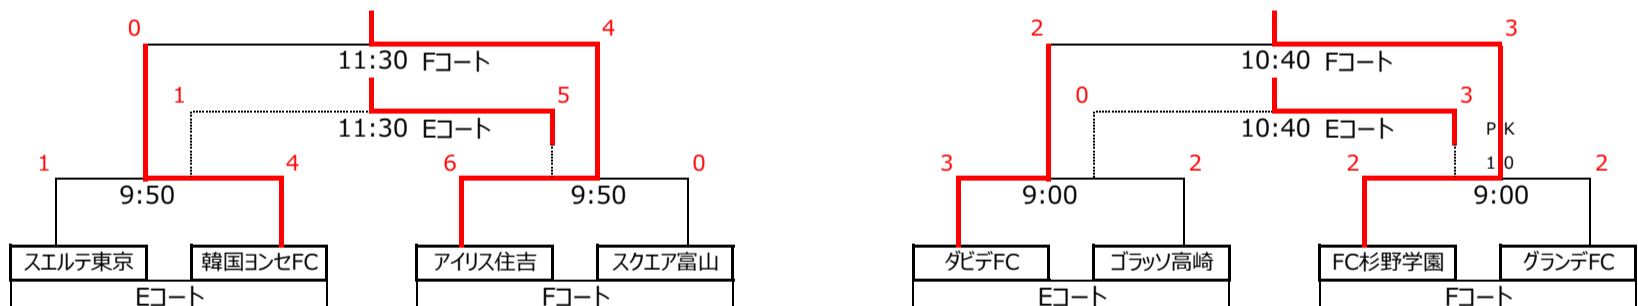 0 4 2 3
11:30 Fコート 10:40 Fコート
1 5 0 3
11:30 Eコート 10:40 Eコート
P K
1 4 6 0 3 2 2 1 0 2
9:50 9:50 9:00 9:00
スエルテ東京 韓国ヨンセFC アイリス住吉 スクエア富山 ダビデFC ゴラッソ高崎 FC杉野学園 グランデFC
Eコート Fコート Eコート Fコート